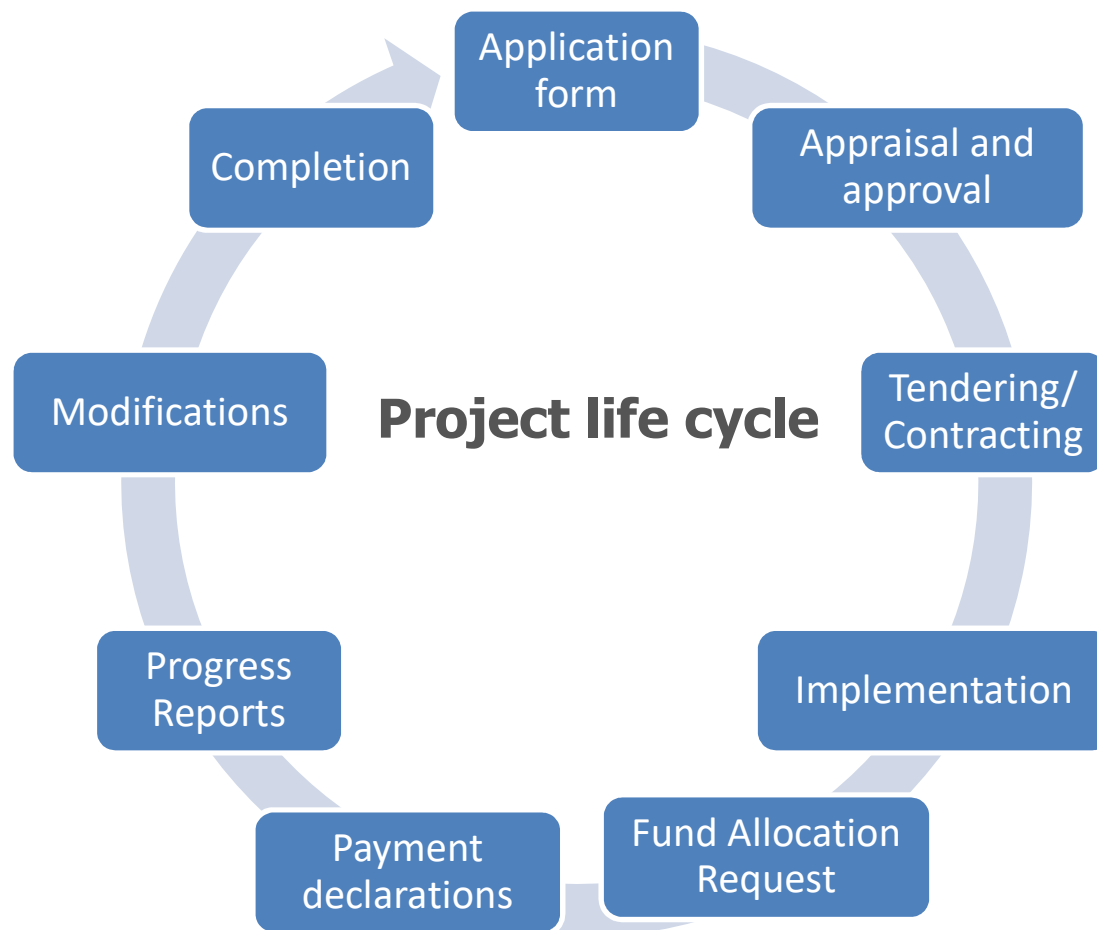 Application
form
Appraisal and
approval
Tendering/
Contracting
Implementation
Fund Allocation
Request
Payment
declarations
Progress
Reports
Modifications
Completion
Project life cycle